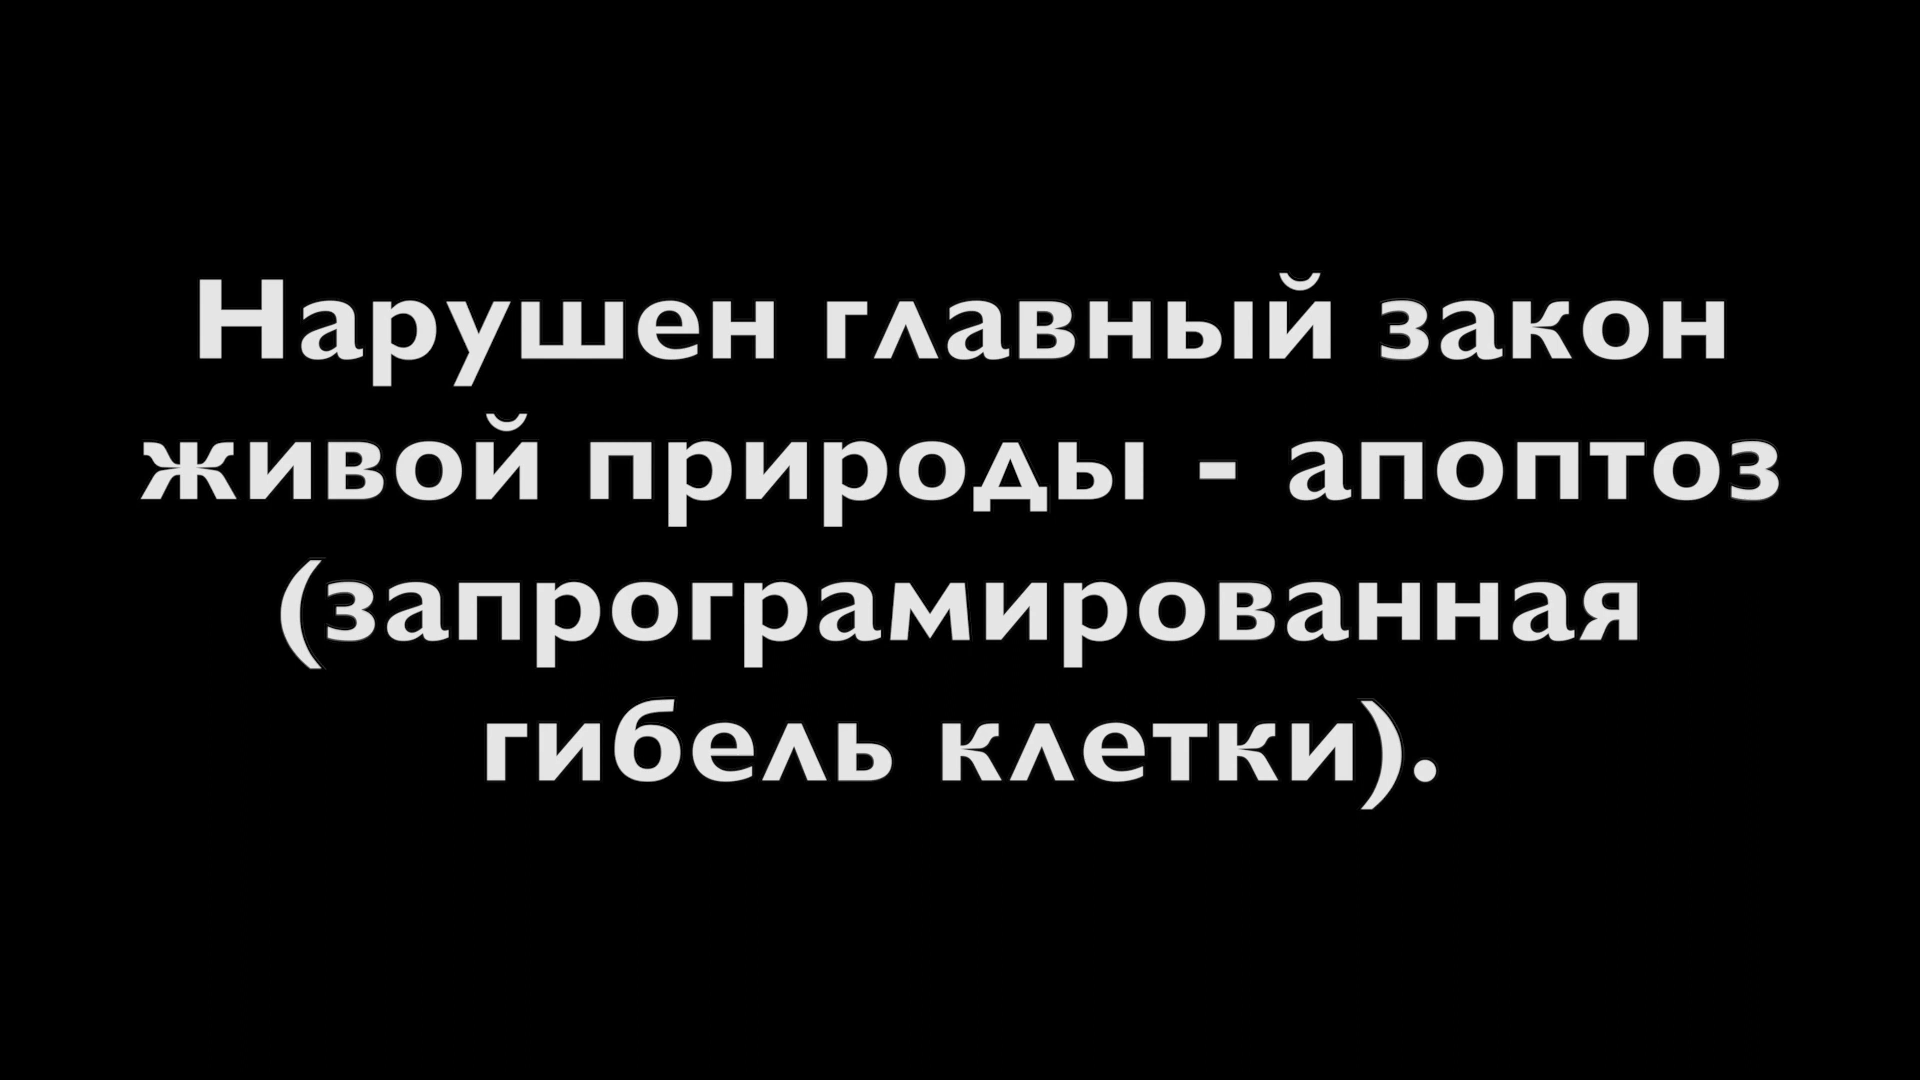 Нарушен главный закон
живой природы - апоптоз
(запрограмированная
гибель клетки).